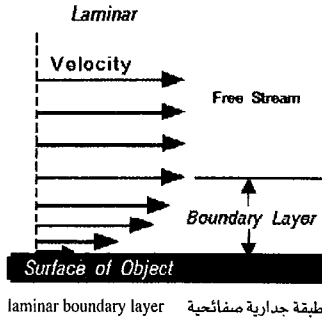 Laminar
Velocity
Free Stream
Boundary Layer
Surface of Object
laminar boundary layer طبقة جدارية صفائحية